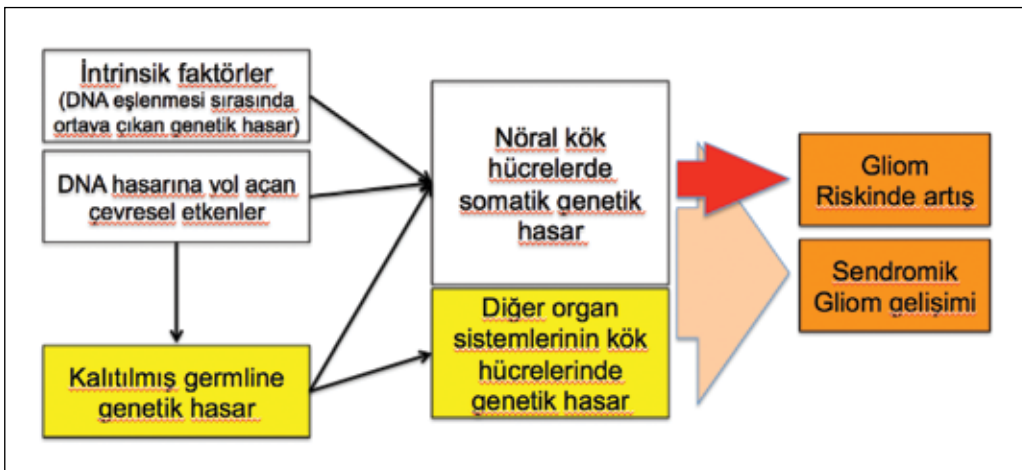 İntrinsik faktörler
(DNA eşlenmesi sırasında
ortava çıkan genetik hasar)
DNA hasarına yol açan
çevresel etkenler
Kalıtılmış germline
genetik hasar
Nöral kök
hücrelerde
somatik genetik
hasar
Diğer organ
sistemlerinin kök
hücrelerinde
genetik hasar
Gliom
Riskinde artış
Sendromik
Gliom gelişimi